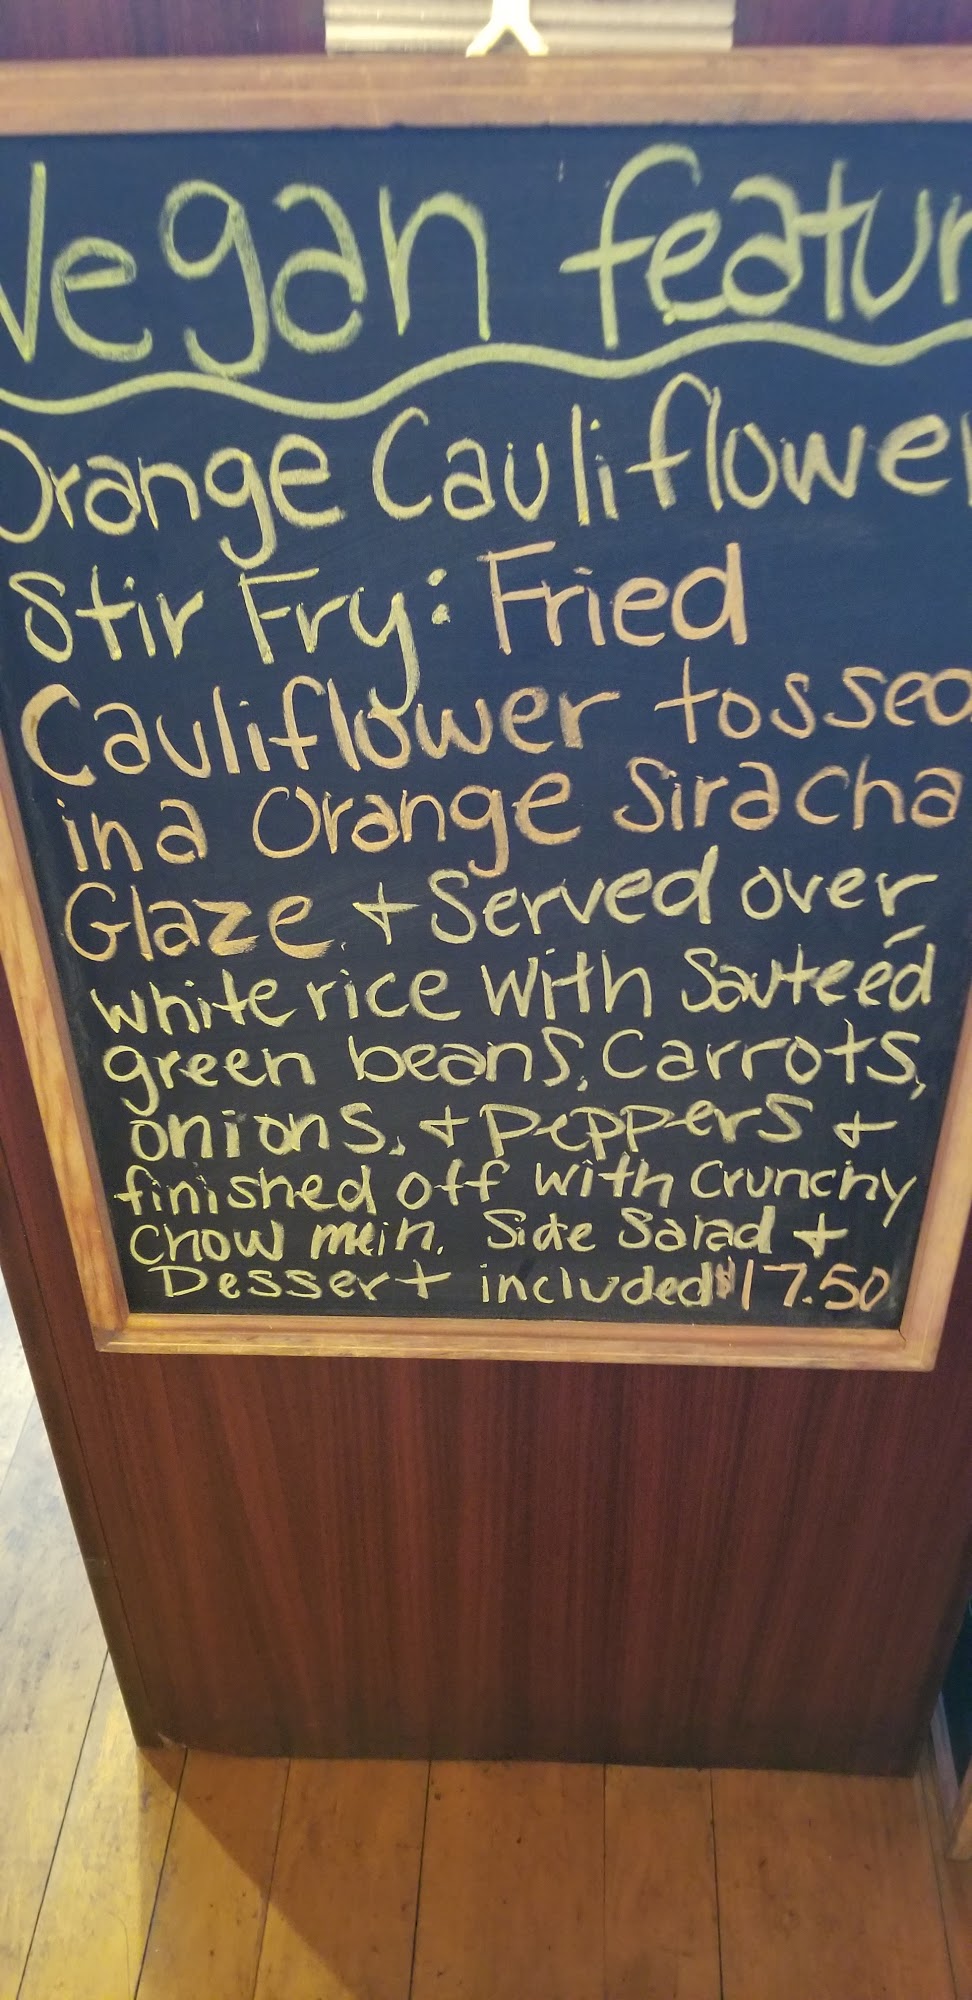 Vegan featur
Orange Cauliflower
Stir Fry: Fried
Cauliflower tossed
in a Orange Siracha
Glaze. + Served over
white rice with Sautéed
green beans, Carrots,
onions, + peppers +
finished off with Crunchy
Chow mein. Side Salad +
Dessert included $17.50